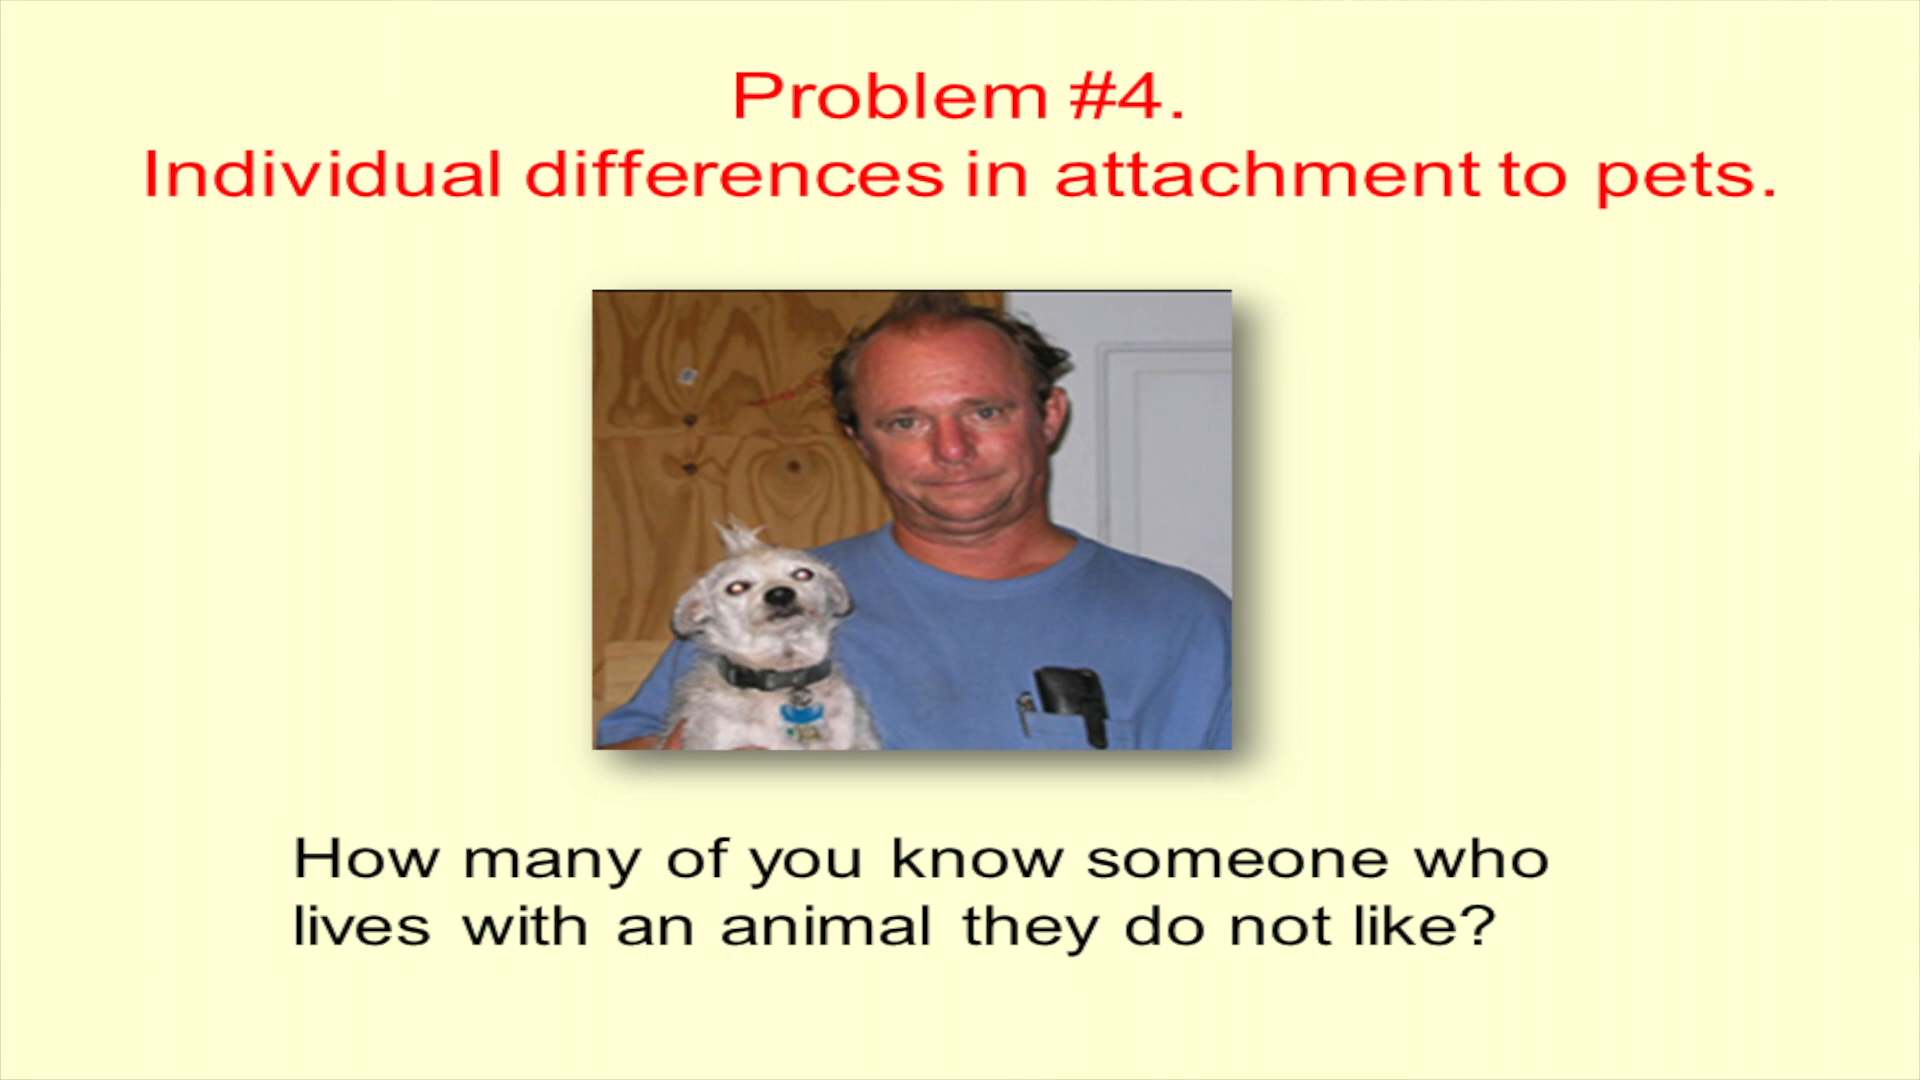 Problem #4.
Individual differences in attachment to pets.
How many of you know someone who
lives with an animal they do not like?